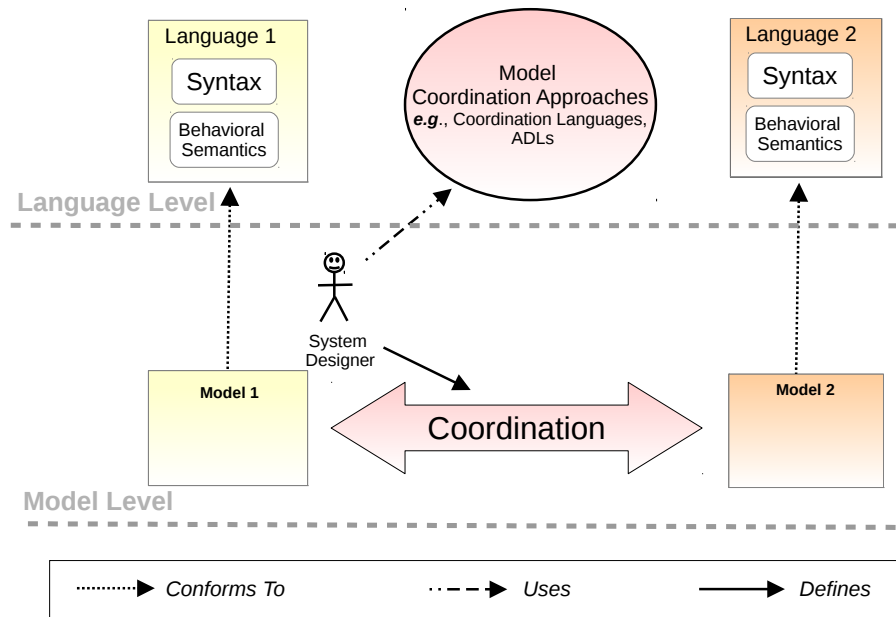 Language 1
Syntax
Behavioral
Semantics
Model
Coordination Approaches
e.g., Coordination Languages,
ADLs
Language 2
Syntax
Behavioral
Semantics
Language Level
System
Designer
Model 1
Coordination
Model 2
Model Level
Conforms To
Uses
Defines